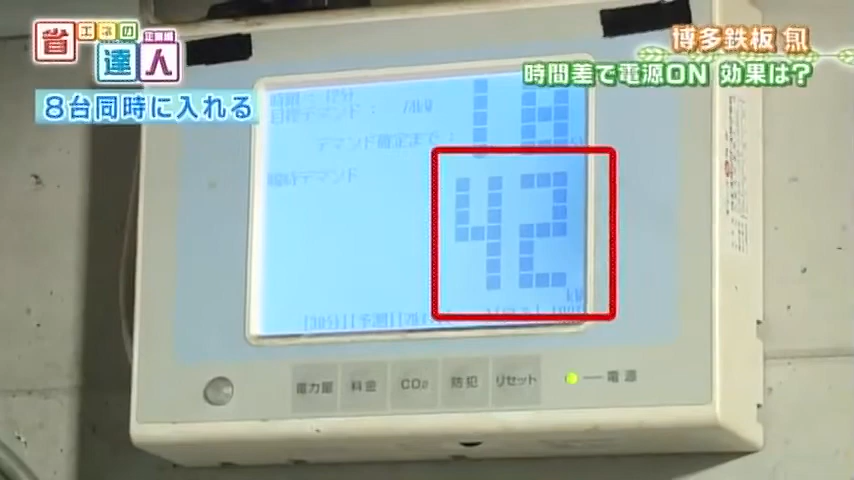 省エネの達人
企業編
博多鉄板
時間差で電源ON 効果は?
8台同時に入れる
目標デマンド: 74kW
デマンド確定まで:
18
デマンド
42
kW
電力量 料金 CO₂ 防犯 リセット 電源